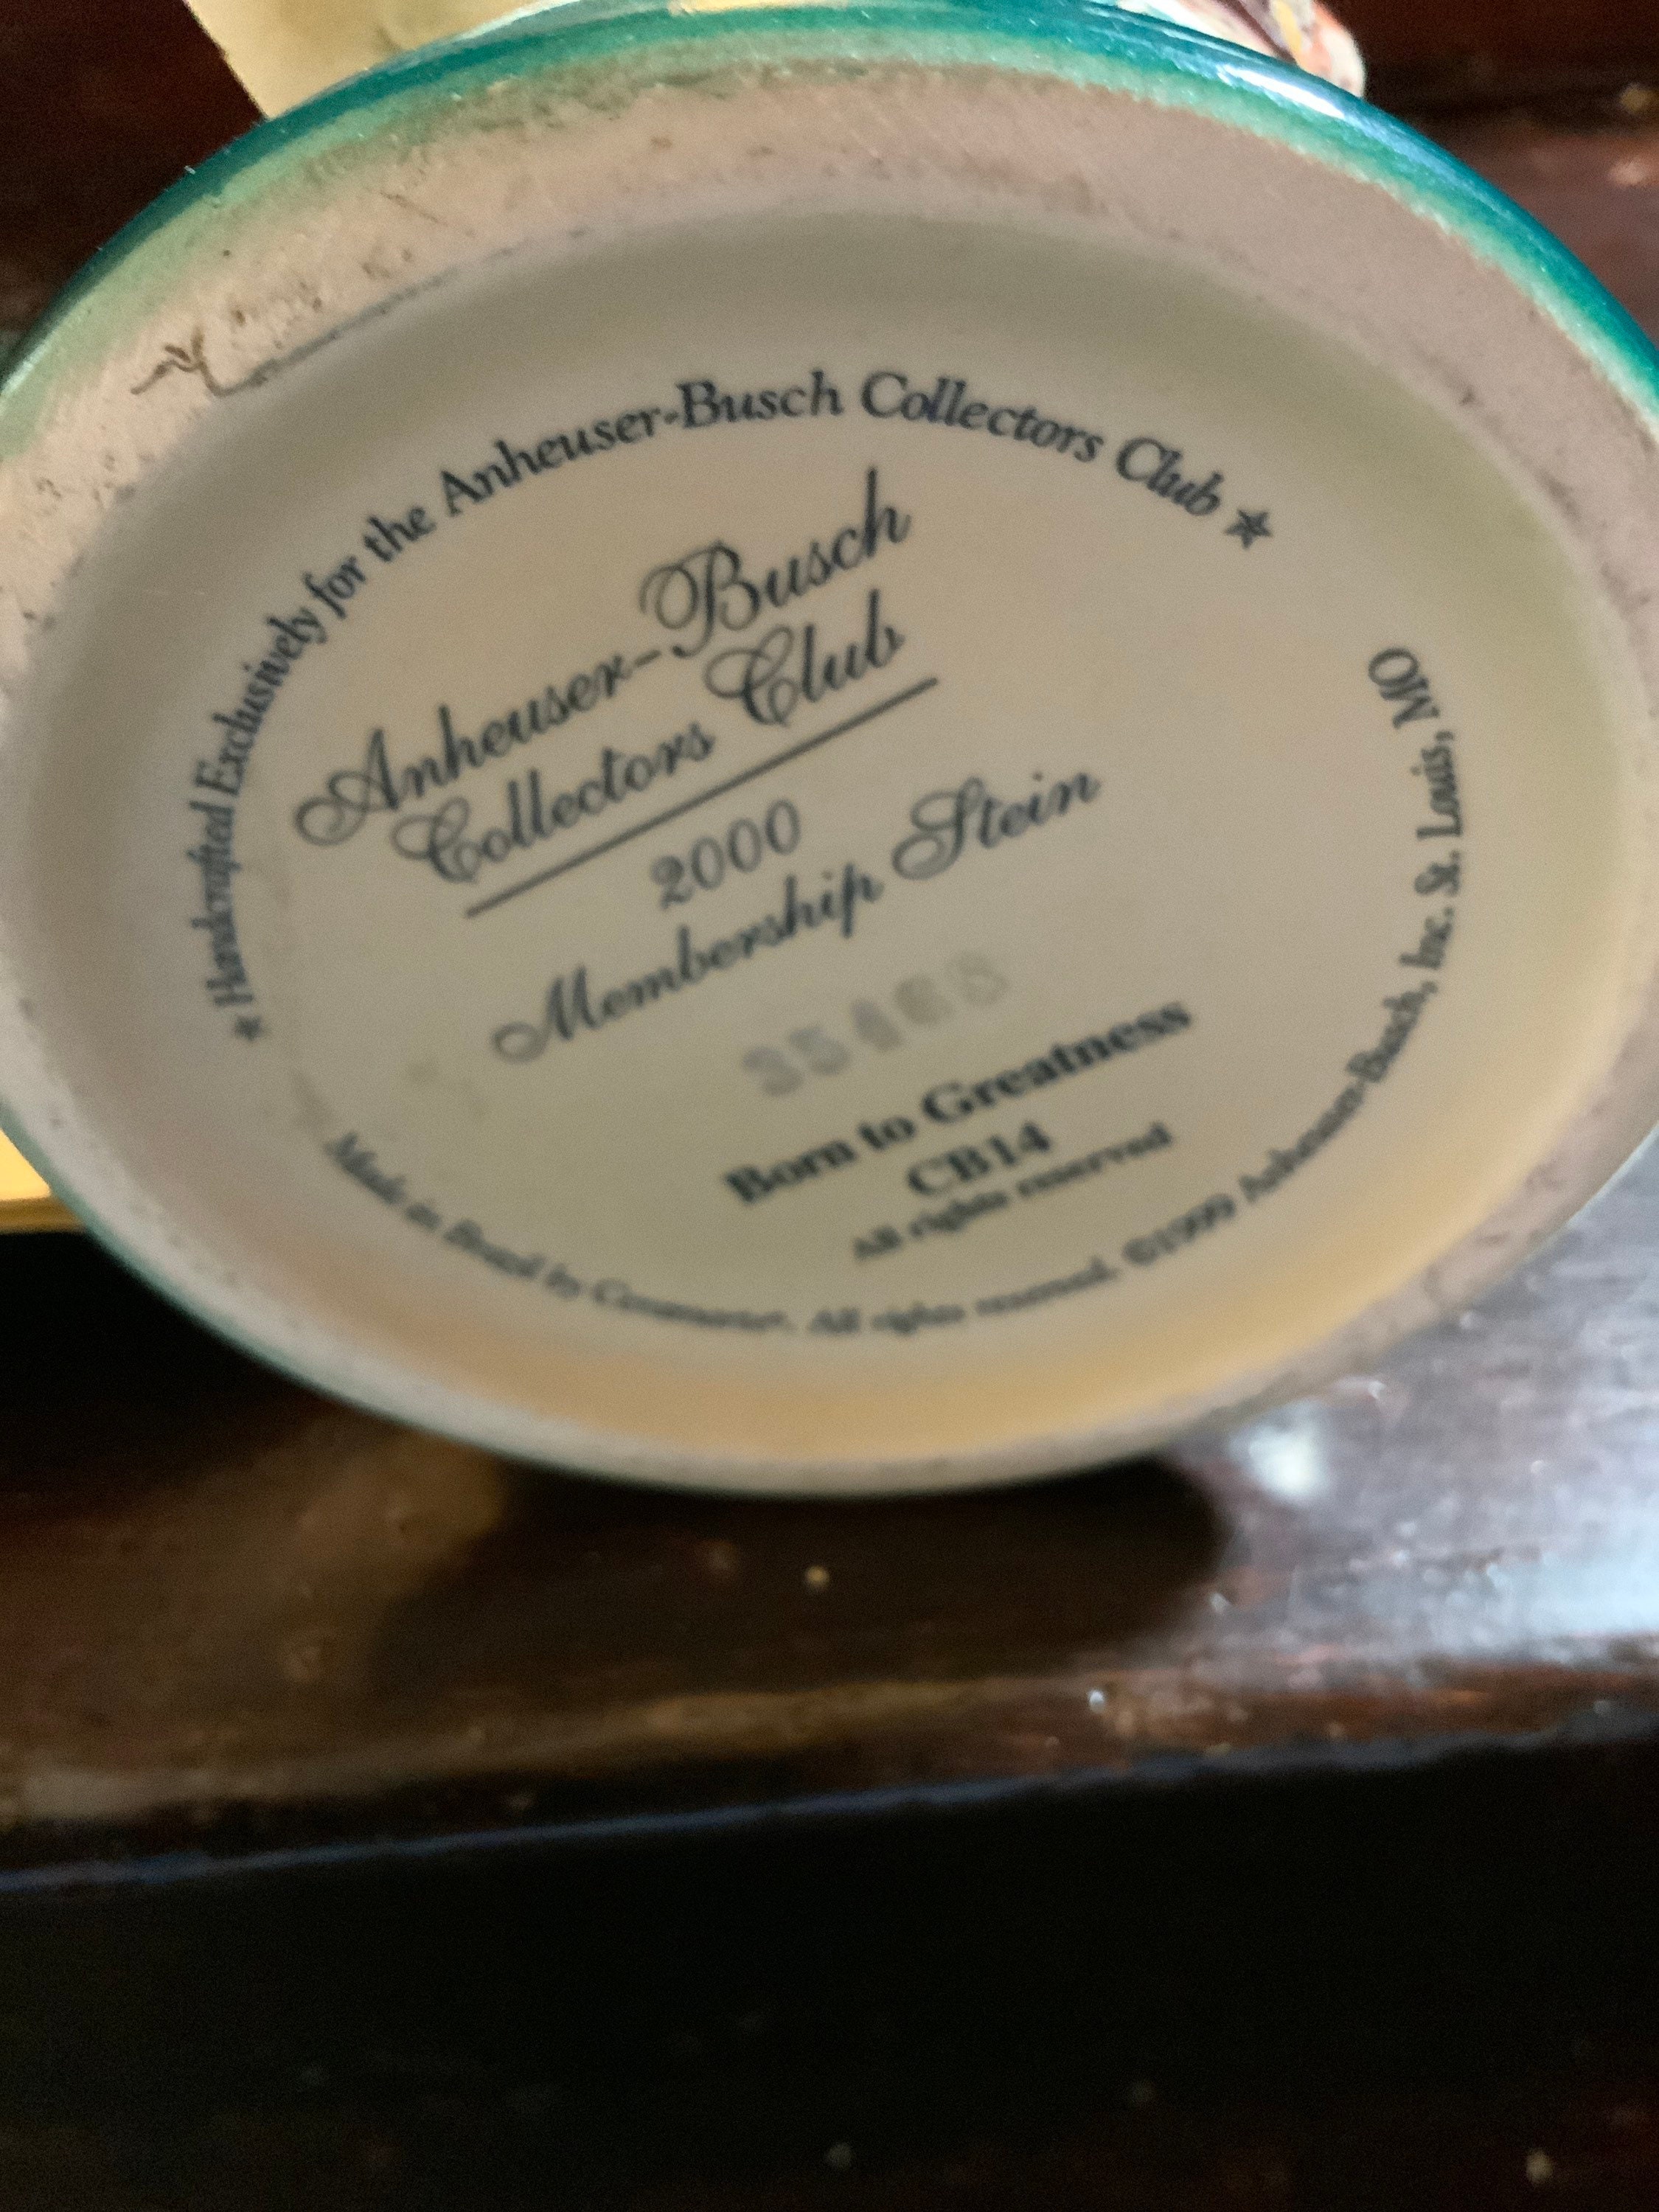 ★ Handcrafted Exclusively for the Anheuser-Busch Collectors Club ★
Anheuser-Busch
Collectors Club
2000
Membership Stein
35468
Born to Greatness
CB14
All rights reserved
Made in Brazil by Ceramarte®. All rights reserved. ©1999 Anheuser-Busch, Inc. St. Louis, MO